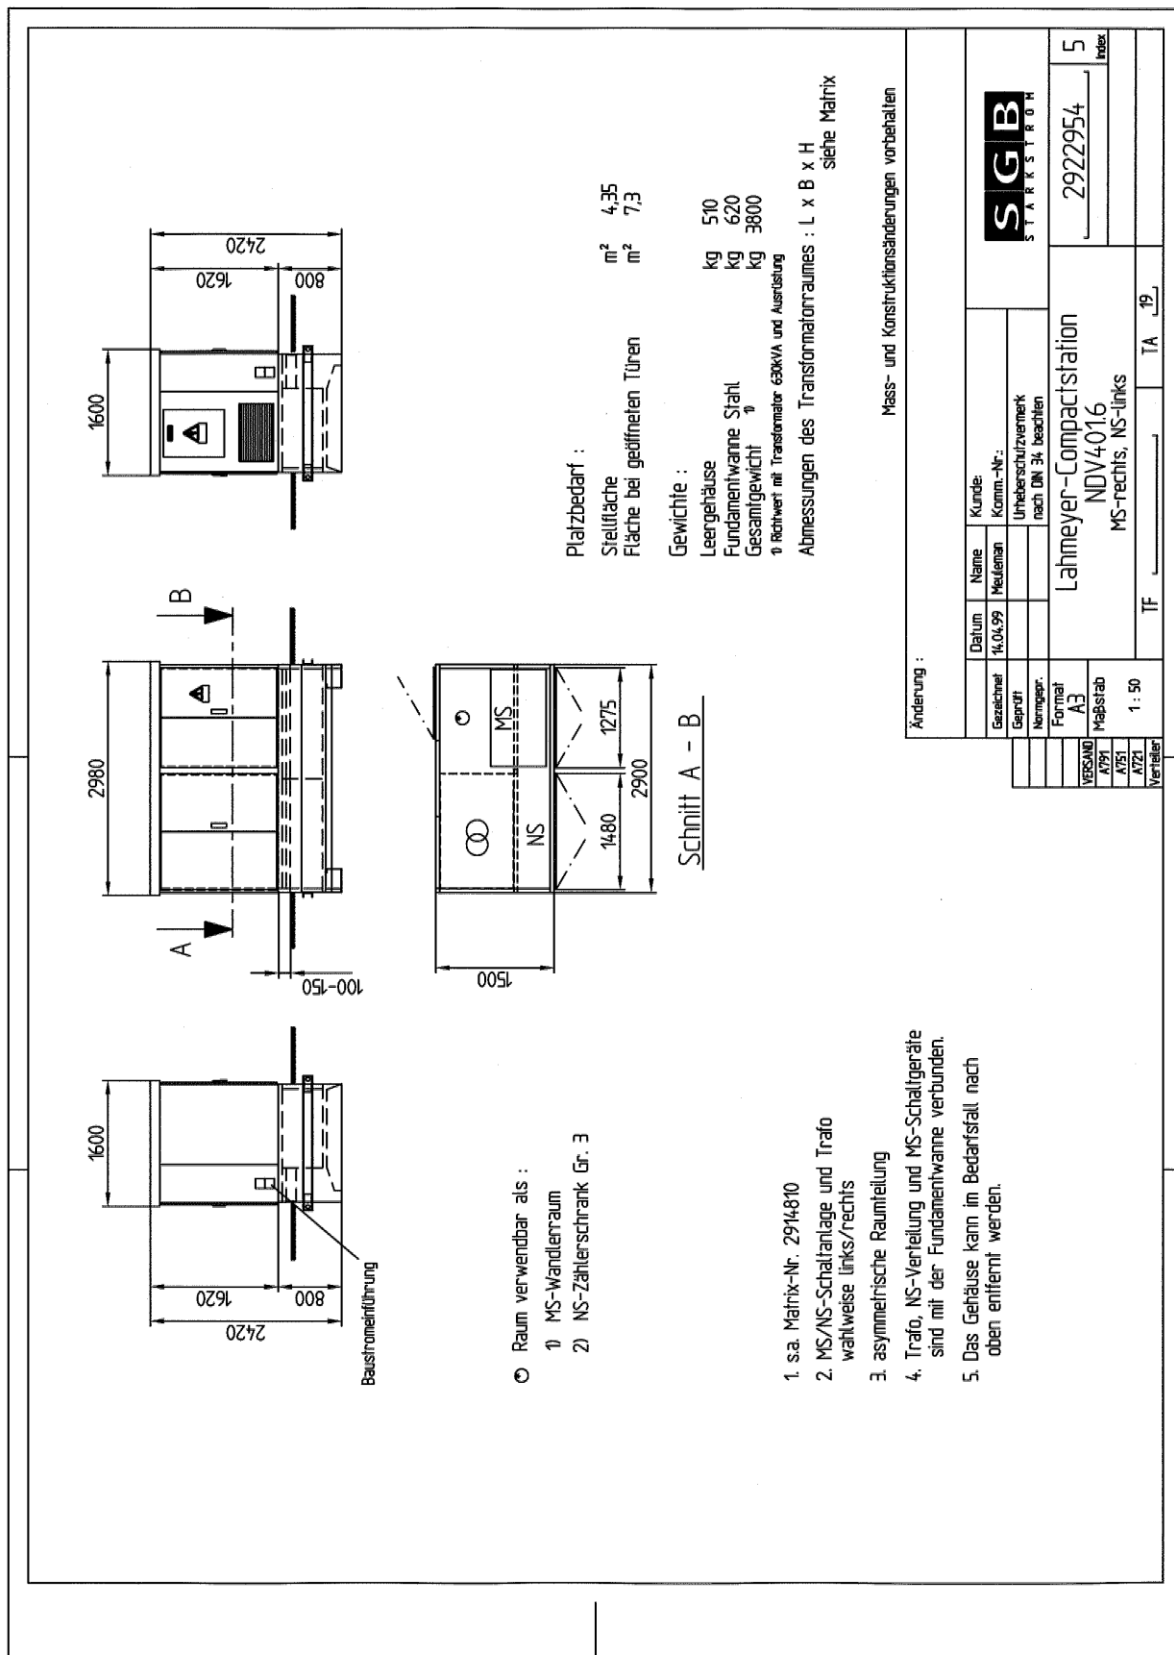 1600
2420
1620
800
Baustromeinführung
2980
A
B
100-150
1600
2420
1620
800
MS
NS
1500
1480
1275
2900
Schnitt A - B
Raum verwendbar als :
1) MS-Wandlerraum
2) NS-Zählerschrank Gr. 3
1. s.a. Matrix-Nr. 2914810
2. MS/NS-Schaltanlage und Trafo
wahlweise links/rechts
3. asymmetrische Raumteilung
4. Trafo, NS-Verteilung und MS-Schaltgeräte
sind mit der Fundamentwanne verbunden.
5. Das Gehäuse kann im Bedarfsfall nach
oben entfernt werden.
Platzbedarf :
Stellfläche m² 4,35
Fläche bei geöffneten Türen m² 7,3
Gewichte :
Leergehäuse kg 510
Fundamentwanne Stahl kg 620
Gesamtgewicht 1) kg 3800
1) Richtwert mit Transformator 630kVA und Ausrüstung
Abmessungen des Transformatorraumes : L x B x H
siehe Matrix
Mass- und Konstruktionsänderungen vorbehalten
Änderung :
Datum Name Kunde:
Gezeichnet 14.04.99 Meuleman Komm.-Nr.:
Geprüft Urheberschutzvermerk
Normgepr. nach DIN 34 beachten
SGB
STARKSTROM
Format
A3
Maßstab
1 : 50
Lahmeyer-Compactstation
NDV401.6
MS-rechts, NS-links
2922954
5
Index
TF
TA 19
VERSAND
A791
A751
A721
Verteiler